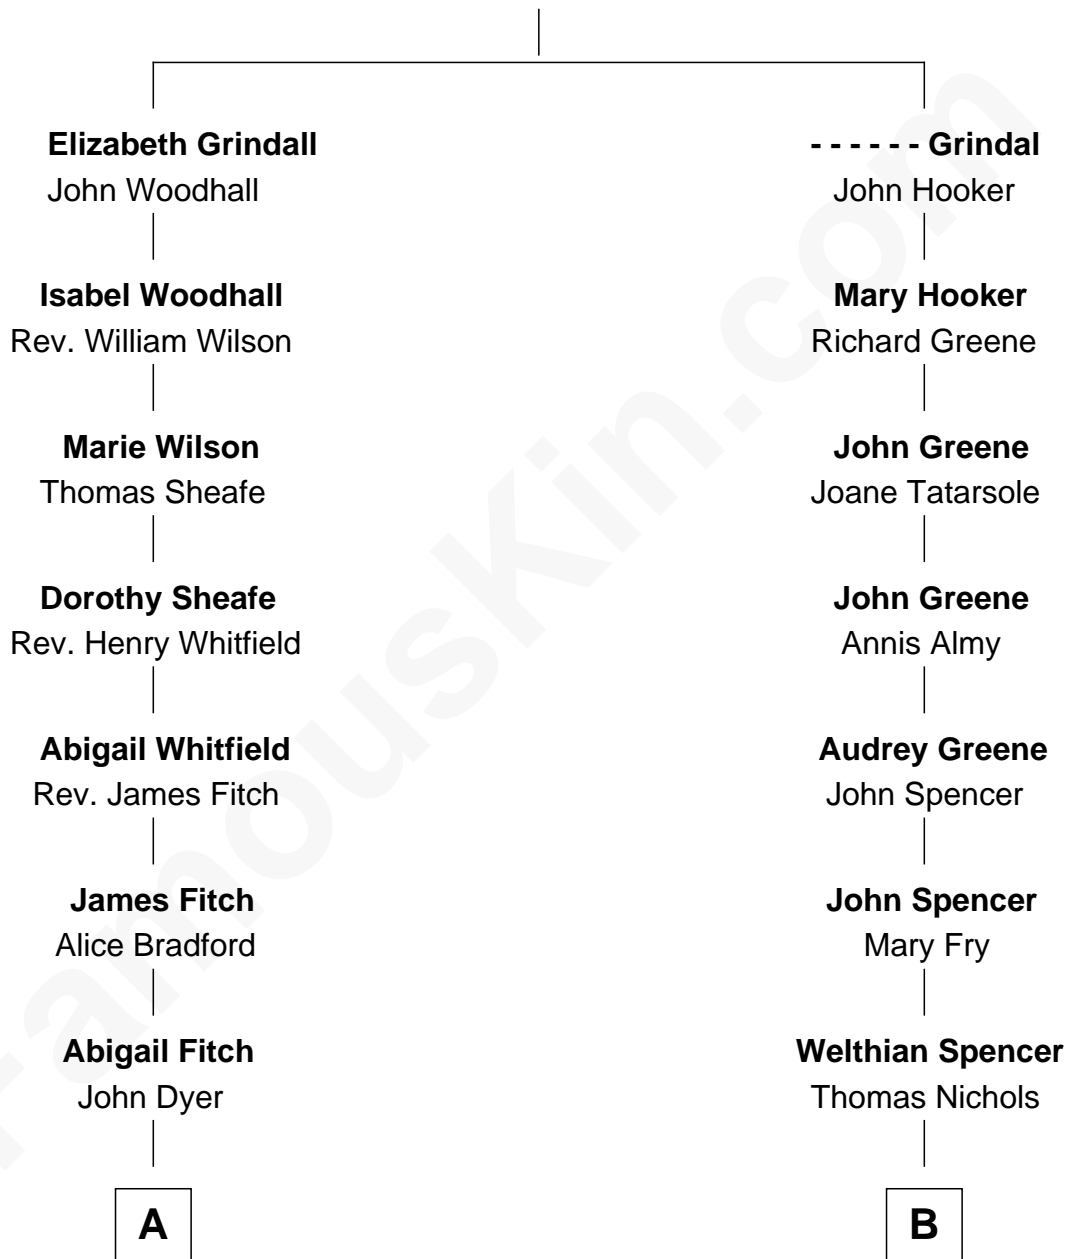 Elizabeth Grindall
John Woodhall
Isabel Woodhall
Rev. William Wilson
Marie Wilson
Thomas Sheafe
Dorothy Sheafe
Rev. Henry Whitfield
Abigail Whitfield
Rev. James Fitch
James Fitch
Alice Bradford
Abigail Fitch
John Dyer
A
- - - - - - Grindal
John Hooker
Mary Hooker
Richard Greene
John Greene
Joane Tatarsole
John Greene
Annis Almy
Audrey Greene
John Spencer
John Spencer
Mary Fry
Welthian Spencer
Thomas Nichols
B
FamousKin.com